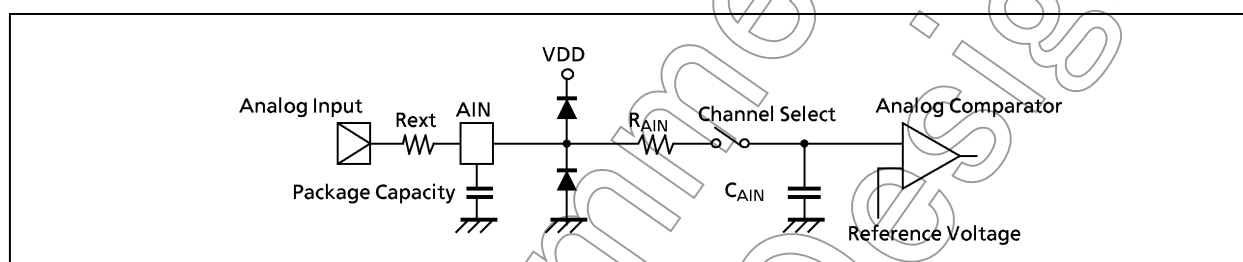 VDD
Analog Input
Rext
AIN
RAIN
Channel Select
Analog Comparator
Package Capacity
CAIN
Reference Voltage